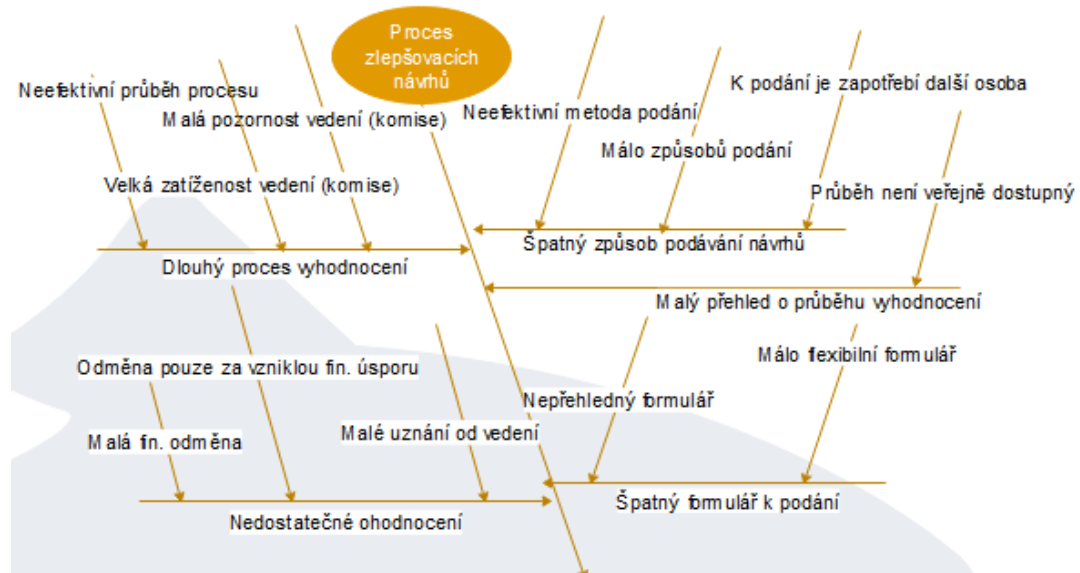 Proces
zlepšovacích
návrhů
Neefektivní průběh procesu
Malá pozornost vedení (komise)
Velká zatíženost vedení (komise)
Dlouhý proces vyhodnocení
Neefektivní metoda podání
Málo způsobů podání
K podání je zapotřebí další osoba
Špatný způsob podávání návrhů
Průběh není veřejně dostupný
Malý přehled o průběhu vyhodnocení
Odměna pouze za vzniklou fin. úsporu
Malá fin. odměna
Malé uznání od vedení
Nedostatečné ohodnocení
Málo flexibilní formulář
Nepřehledný formulář
Špatný formulář k podání